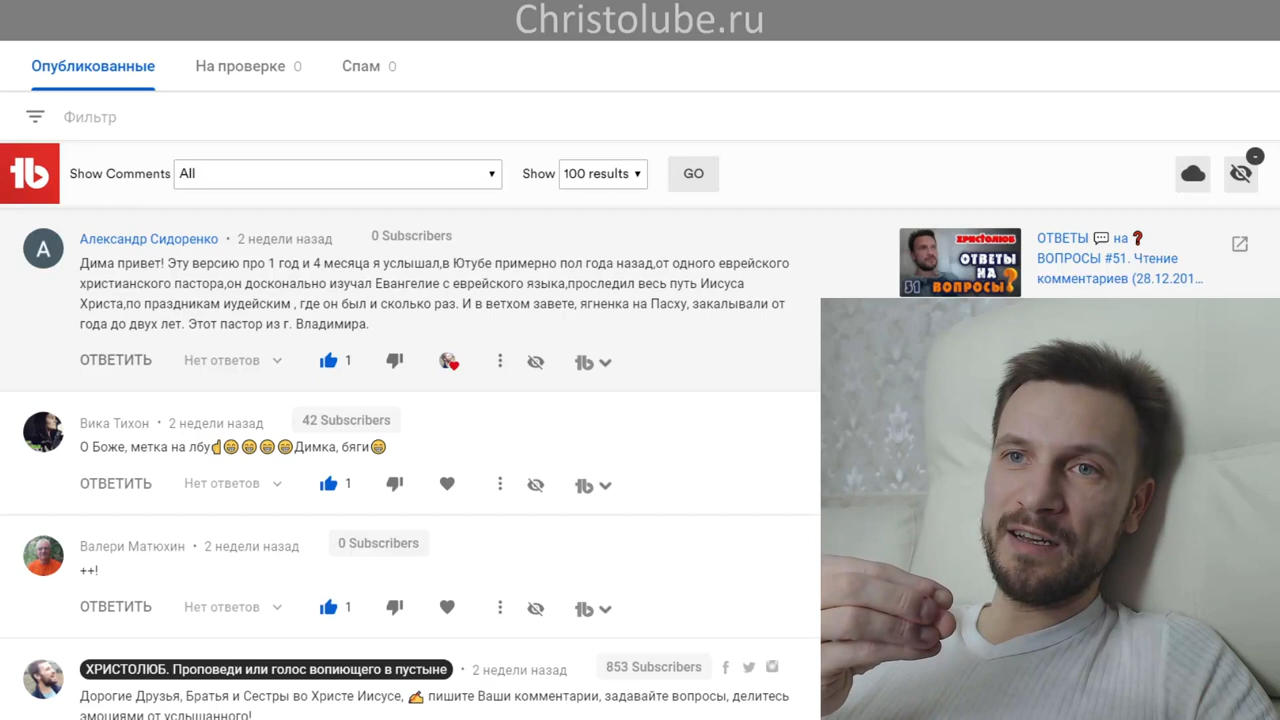 Christolube.ru
Опубликованные На проверке 0 Спам 0
Фильтр
Show Comments All Show 100 results GO
Александр Сидоренко • 2 недели назад 0 Subscribers
Дима привет! Эту версию про 1 год и 4 месяца я услышал в Ютубе примерно пол года назад,от одного еврейского
христианского пастора,он досконально изучал Евангелие с еврейского языка,проследил весь путь Иисуса
Христа,по праздникам иудейским , где он был и сколько раз. И в ветхом завете, ягненка на Пасху, закалывали от
года до двух лет. Этот пастор из г. Владимира.
ОТВЕТИТЬ Нет ответов 1
ХРИСТОЛЮБ
ОТВЕТЫ
НА
ВОПРОСЫ
51
ОТВЕТЫ 💬 на ❓
ВОПРОСЫ #51. Чтение
комментариев (28.12.201...
Вика Тихон • 2 недели назад 42 Subscribers
О Боже, метка на лбу☝😁😁😁😁Димка, бяги😁
ОТВЕТИТЬ Нет ответов 1
Валери Матюхин • 2 недели назад 0 Subscribers
++!
ОТВЕТИТЬ Нет ответов 1
ХРИСТОЛЮБ. Проповеди или голос вопиющего в пустыне • 2 недели назад 853 Subscribers
Дорогие Друзья, Братья и Сестры во Христе Иисусе, ✍ пишите Ваши комментарии, задавайте вопросы, делитесь
эмоциями от услышанного!